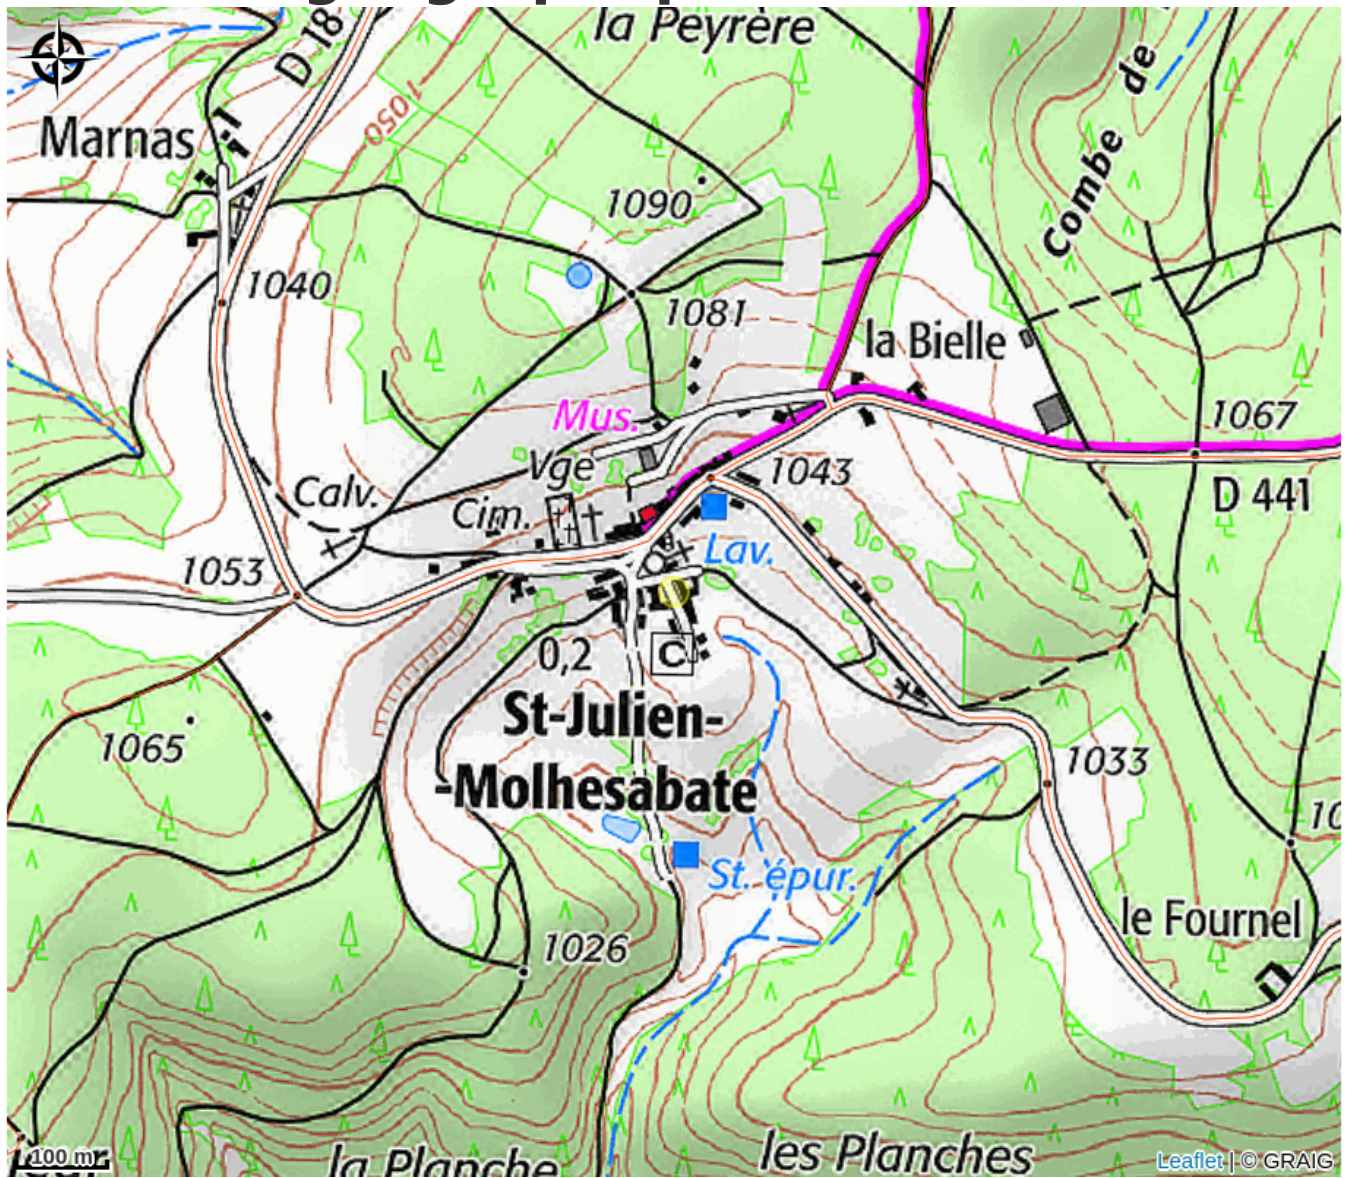 la Peyrère
D 18
1050
Combe de
Marnas
1090
1040
1081
la Bielle
Mus.
1067
Vge
1043
Calv.
D 441
Cim.
Lav.
1053
0,2
C
St-Julien-
1065
1033
-Molhesabate
10
St. épur.
le Fournel
1026
100 m
la Planche
les Planches
Leaflet | © GRAIG